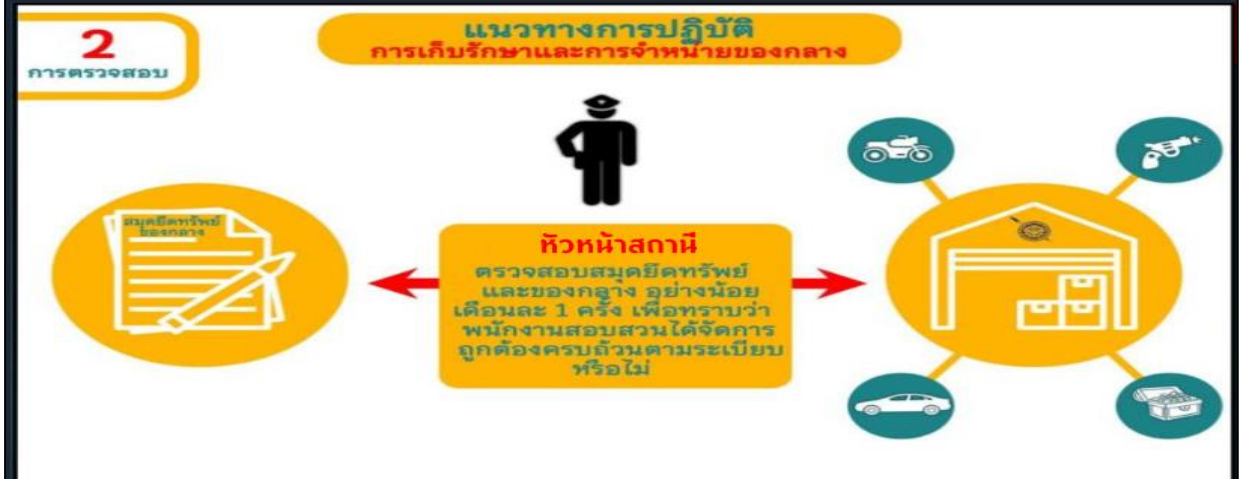 2
การตรวจสอบ
แนวทางการปฏิบัติ
การเก็บรักษาและการจำหน่ายของกลาง
สมุดยึดทรัพย์
ของกลาง
หัวหน้าสถานี
ตรวจสอบสมุดยึดทรัพย์
และของกลาง อย่างน้อย
เดือนละ 1 ครั้ง เพื่อทราบว่า
พนักงานสอบสวนได้จัดการ
ถูกต้องครบถ้วนตามระเบียบ
หรือไม่